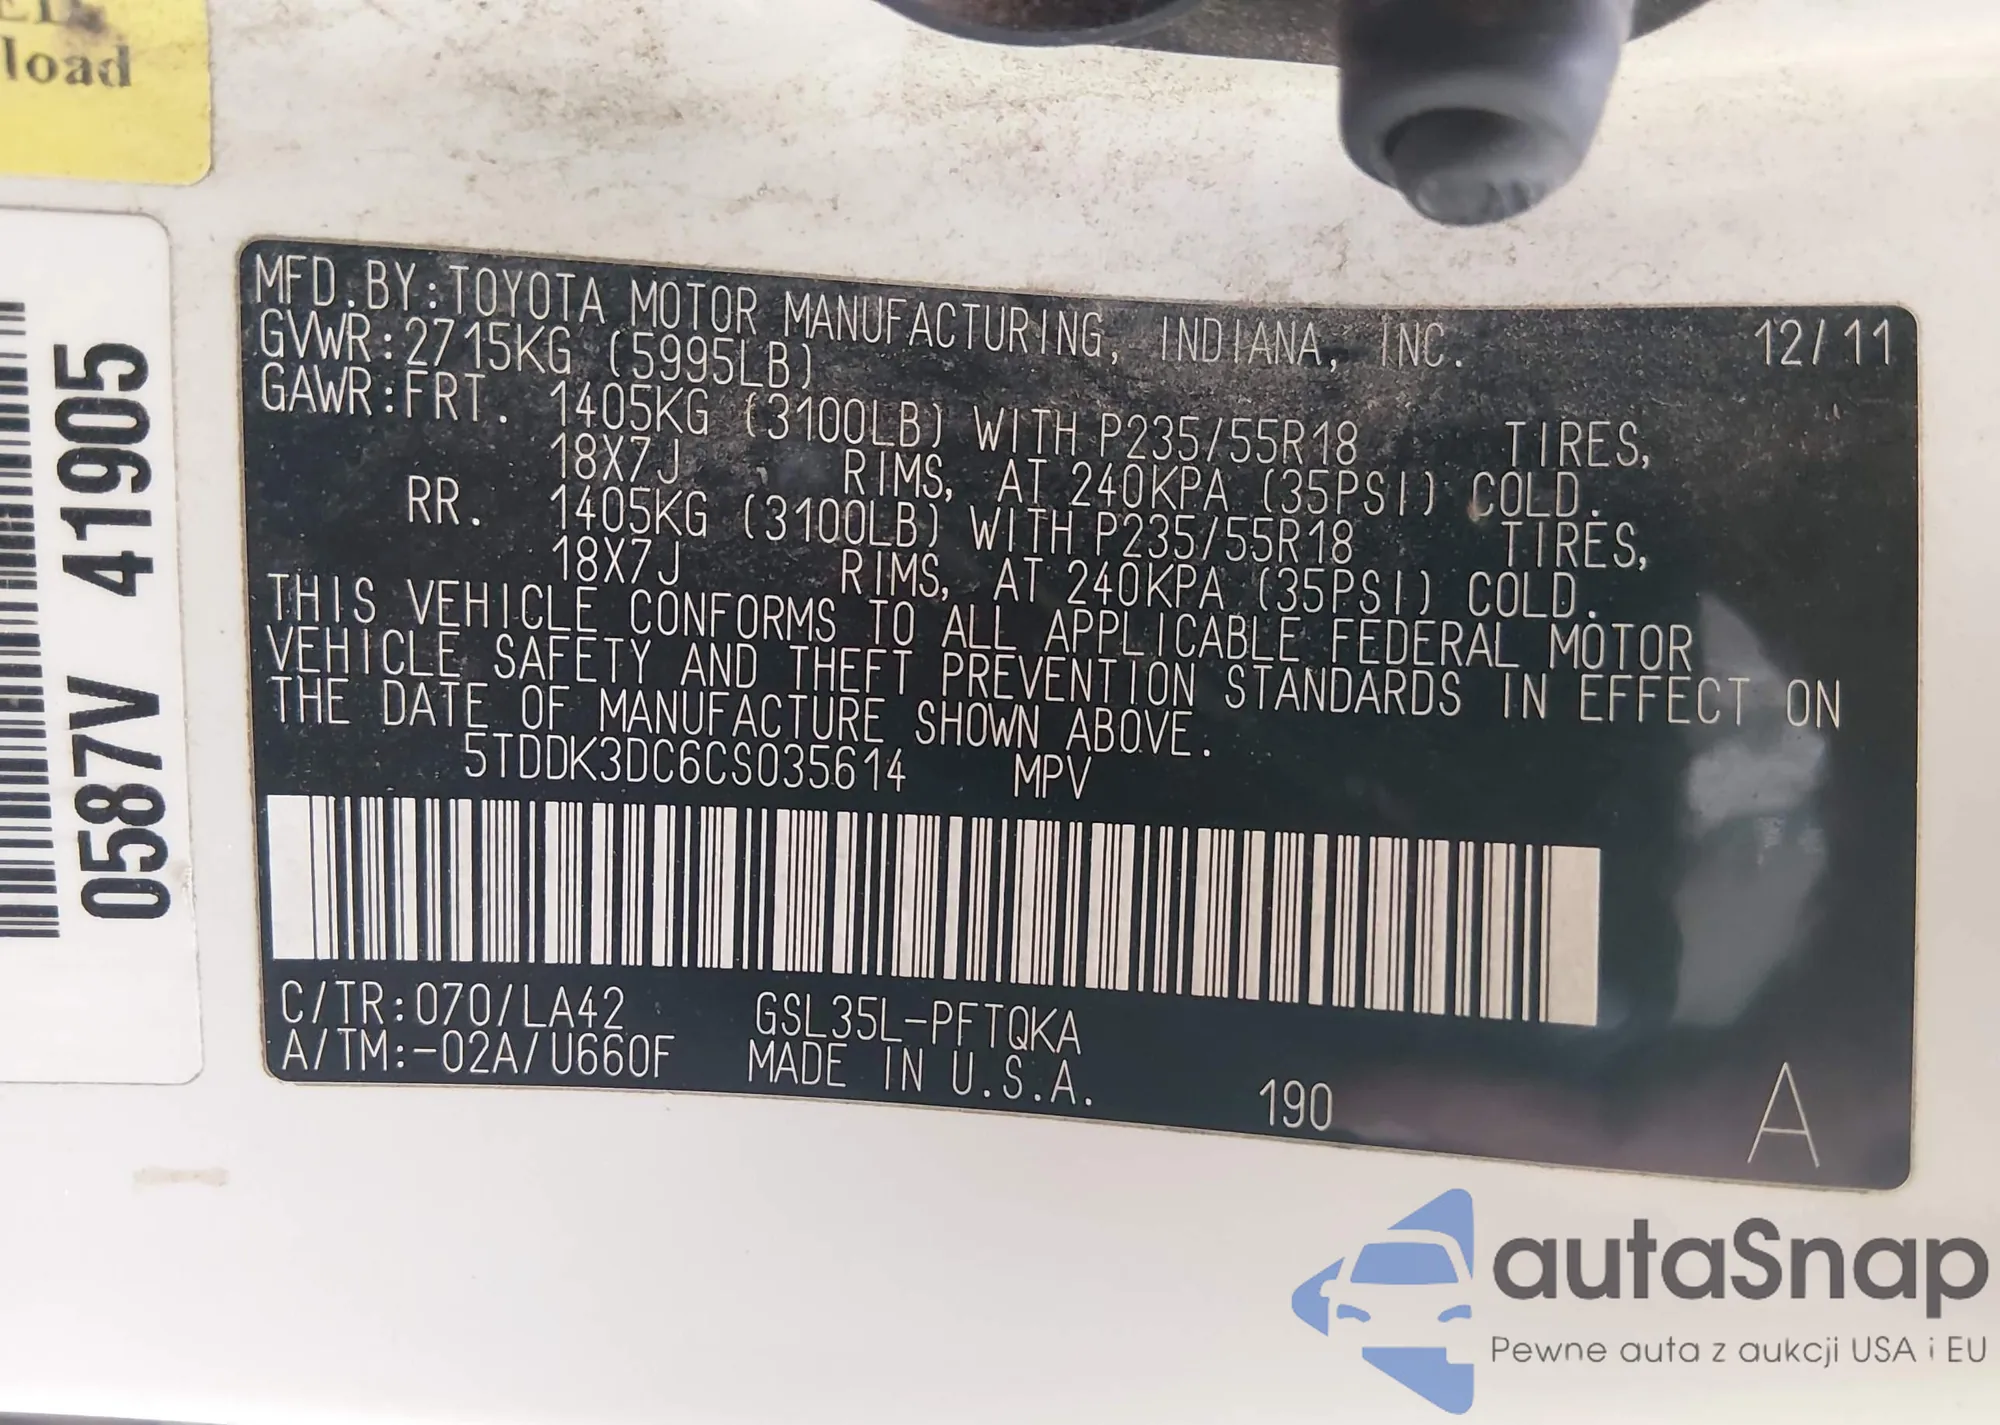 load
0587V 41905
MFD.BY:TOYOTA MOTOR MANUFACTURING, INDIANA, INC. 12/11
GVWR:2715KG (5995LB)
GAWR:FRT. 1405KG (3100LB) WITH P235/55R18 TIRES,
18X7J RIMS, AT 240KPA (35PSI) COLD.
RR. 1405KG (3100LB) WITH P235/55R18 TIRES,
18X7J RIMS, AT 240KPA (35PSI) COLD.
THIS VEHICLE CONFORMS TO ALL APPLICABLE FEDERAL MOTOR
VEHICLE SAFETY AND THEFT PREVENTION STANDARDS IN EFFECT ON
THE DATE OF MANUFACTURE SHOWN ABOVE.
5TDDK3DC6CS035614 MPV
C/TR:070/LA42 GSL35L-PFTQKA
A/TM:-02A/U660F MADE IN U.S.A.
190 A
autaSnap
Pewne auta z aukcji USA i EU